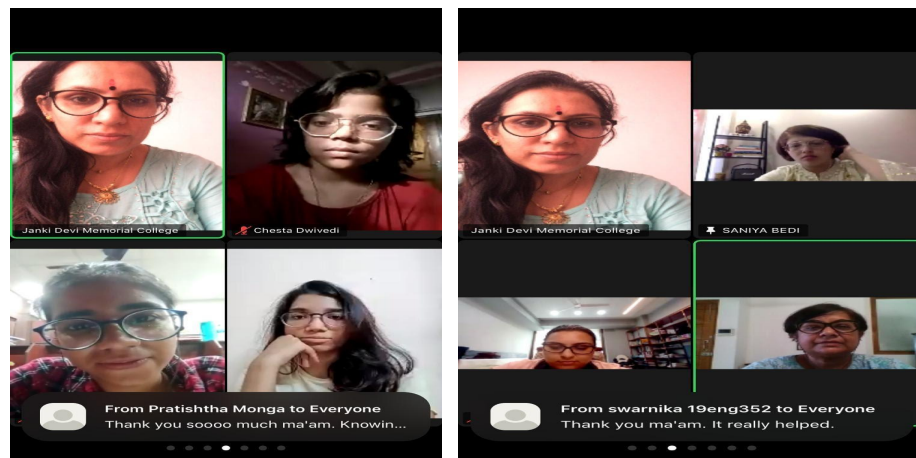 Janki Devi Memorial College
Chesta Dwivedi
From Pratishtha Monga to Everyone
Thank you soooo much ma'am. Knowin...
Janki Devi Memorial College
SANIYA BEDI
From swarnika 19eng352 to Everyone
Thank you ma'am. It really helped.